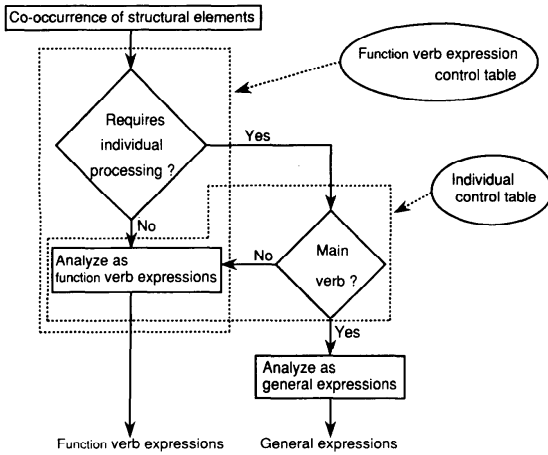 Co-occurrence of structural elements
Function verb expression
control table
Requires
individual
processing ?
Yes
Individual
control table
No
Analyze as
function verb expressions
No
Main
verb ?
Yes
Analyze as
general expressions
Function verb expressions
General expressions